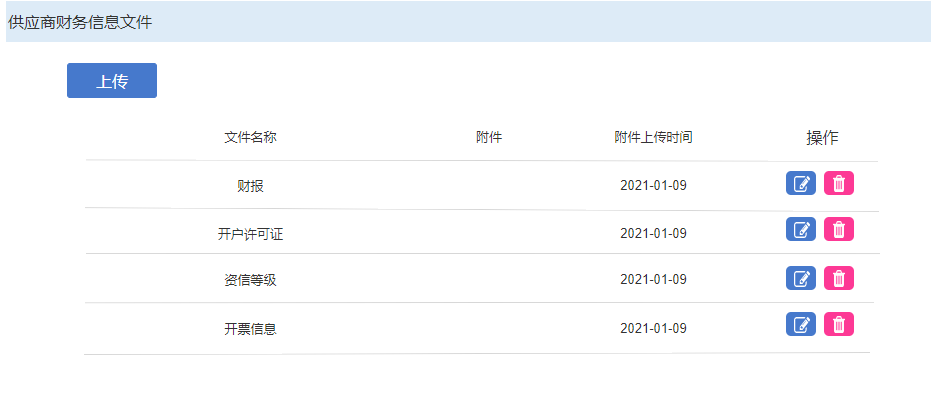 供应商财务信息文件
上传
文件名称 附件 附件上传时间 操作
财报 2021-01-09
开户许可证 2021-01-09
资信等级 2021-01-09
开票信息 2021-01-09